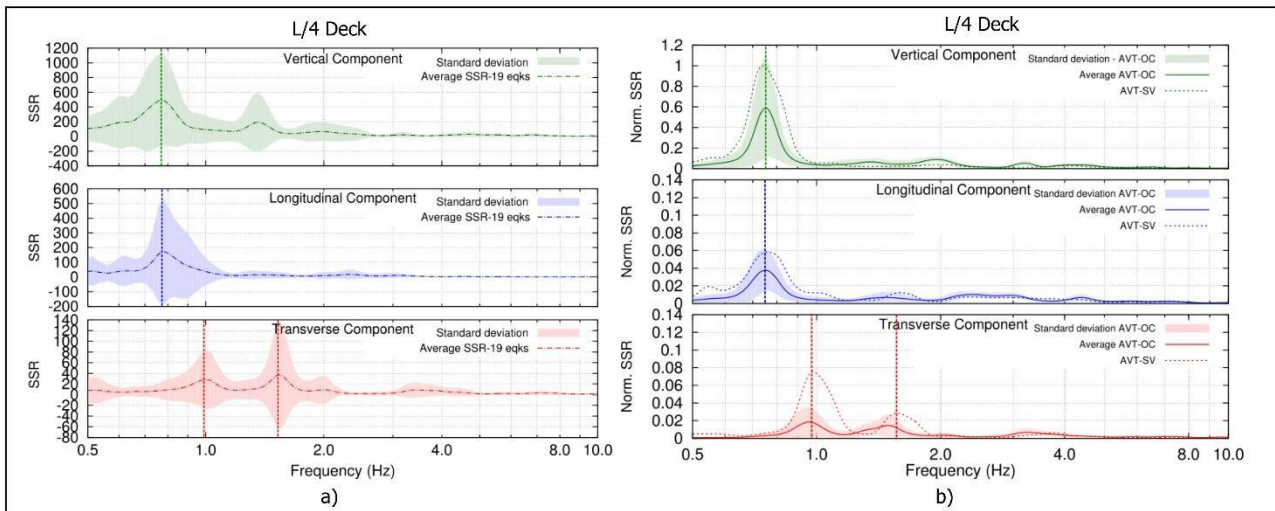 L/4 Deck
1200
1000
800
600
400
200
0
-200
-400
SSR
Vertical Component
Standard deviation
Average SSR-19 eqks
600
500
400
300
200
100
0
-100
-200
SSR
Longitudinal Component
Standard deviation
Average SSR-19 eqks
140
120
100
80
60
40
20
0
-20
-40
-60
-80
SSR
Transverse Component
Standard deviation
Average SSR-19 eqks
0.5 1.0 2.0 8.0 10.0
Frequency (Hz)
a)
L/4 Deck
1.2
1
0.8
0.6
0.4
0.2
0
Norm. SSR
Vertical Component
Standard deviation - AVT-OC
Average AVT-OC
AVT-SV
0.14
0.12
0.1
0.08
0.06
0.04
0.02
0
Norm. SSR
Longitudinal Component
Standard deviation AVT-OC
Average AVT-OC
AVT-SV
0.14
0.12
0.1
0.08
0.06
0.04
0.02
0
Norm. SSR
Transverse Component
Standard deviation AVT-OC
Average AVT-OC
AVT-SV
0.5 1.0 2.0 8.0 10.0
Frequency (Hz)
b)